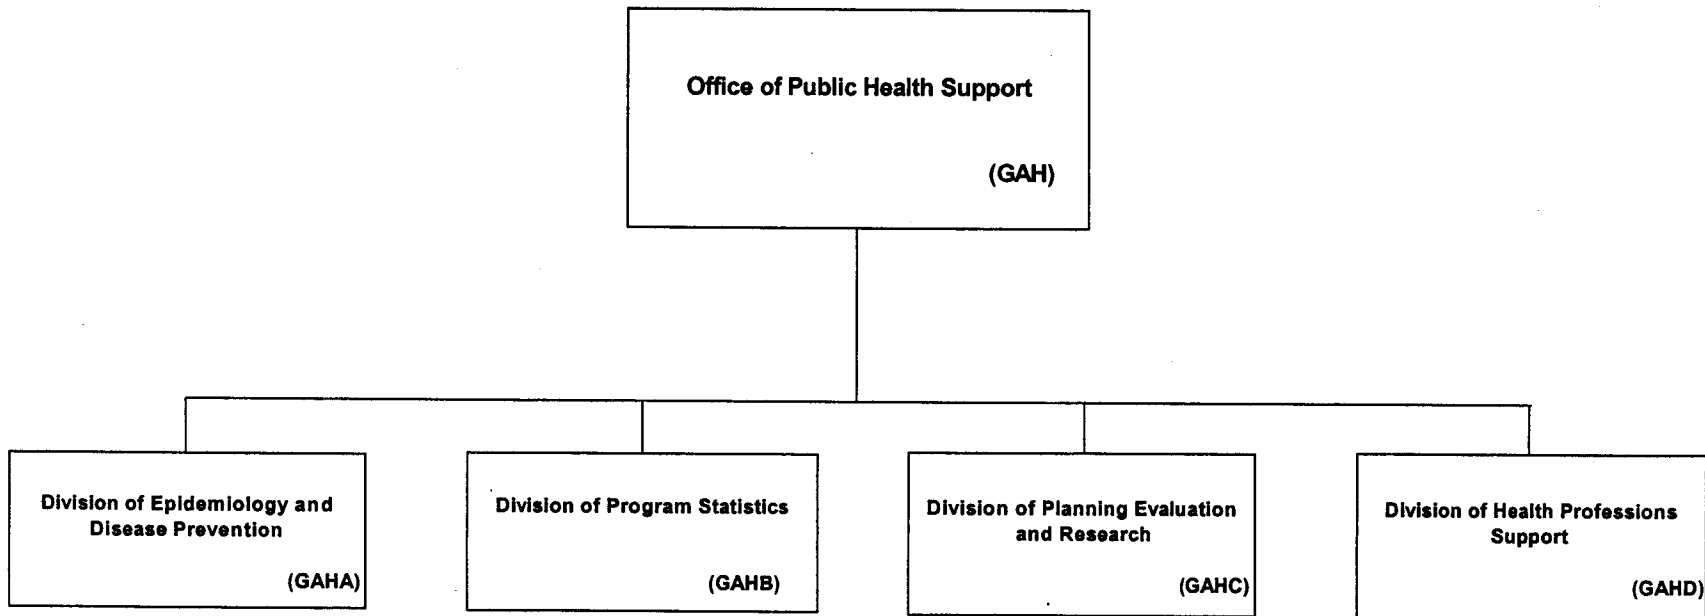 Office of Public Health Support
(GAH)
Division of Epidemiology and
Disease Prevention
(GAHA)
Division of Program Statistics
(GAHB)
Division of Planning Evaluation
and Research
(GAHC)
Division of Health Professions
Support
(GAHD)